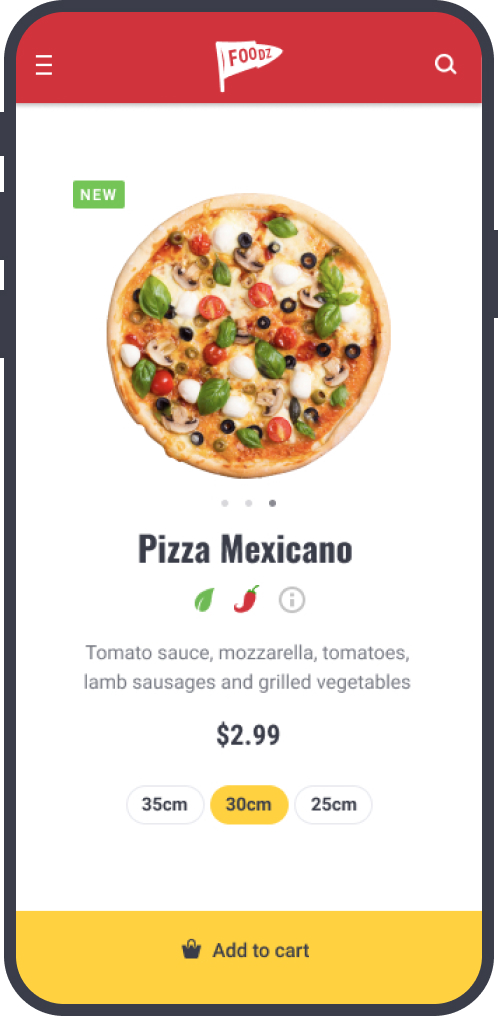 FOODZ
NEW
Pizza Mexicano
Tomato sauce, mozzarella, tomatoes,
lamb sausages and grilled vegetables
$2.99
35cm 30cm 25cm
Add to cart